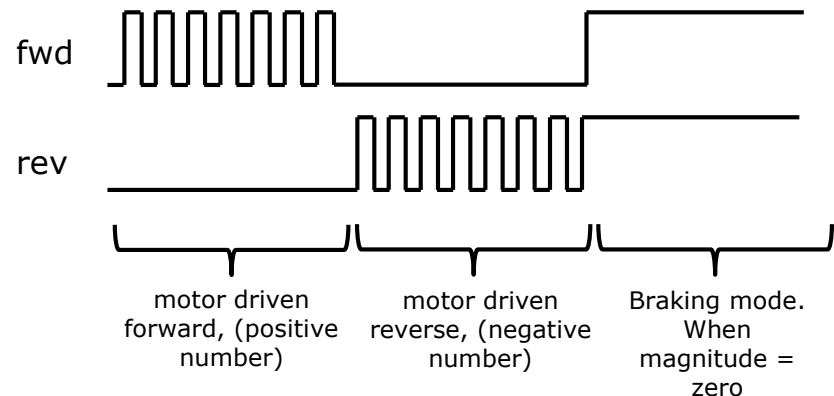 fwd
rev
motor driven
forward, (positive
number)
motor driven
reverse, (negative
number)
Braking mode.
When
magnitude =
zero